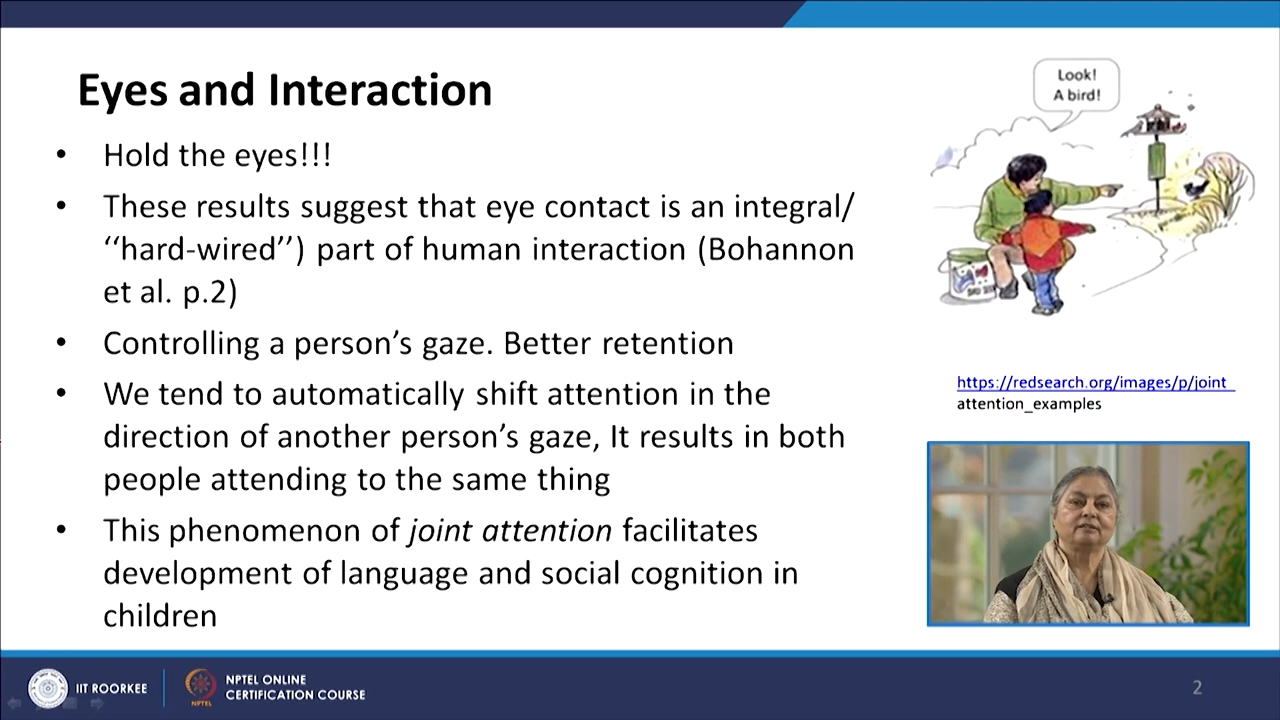 Eyes and Interaction
• Hold the eyes!!!
• These results suggest that eye contact is an integral/
‘‘hard-wired’’) part of human interaction (Bohannon
et al. p.2)
• Controlling a person’s gaze. Better retention
• We tend to automatically shift attention in the
direction of another person’s gaze, It results in both
people attending to the same thing
• This phenomenon of joint attention facilitates
development of language and social cognition in
children
Look!
A bird!
https://redsearch.org/images/p/joint_
attention_examples
IIT ROORKEE
NPTEL
NPTEL ONLINE
CERTIFICATION COURSE
2